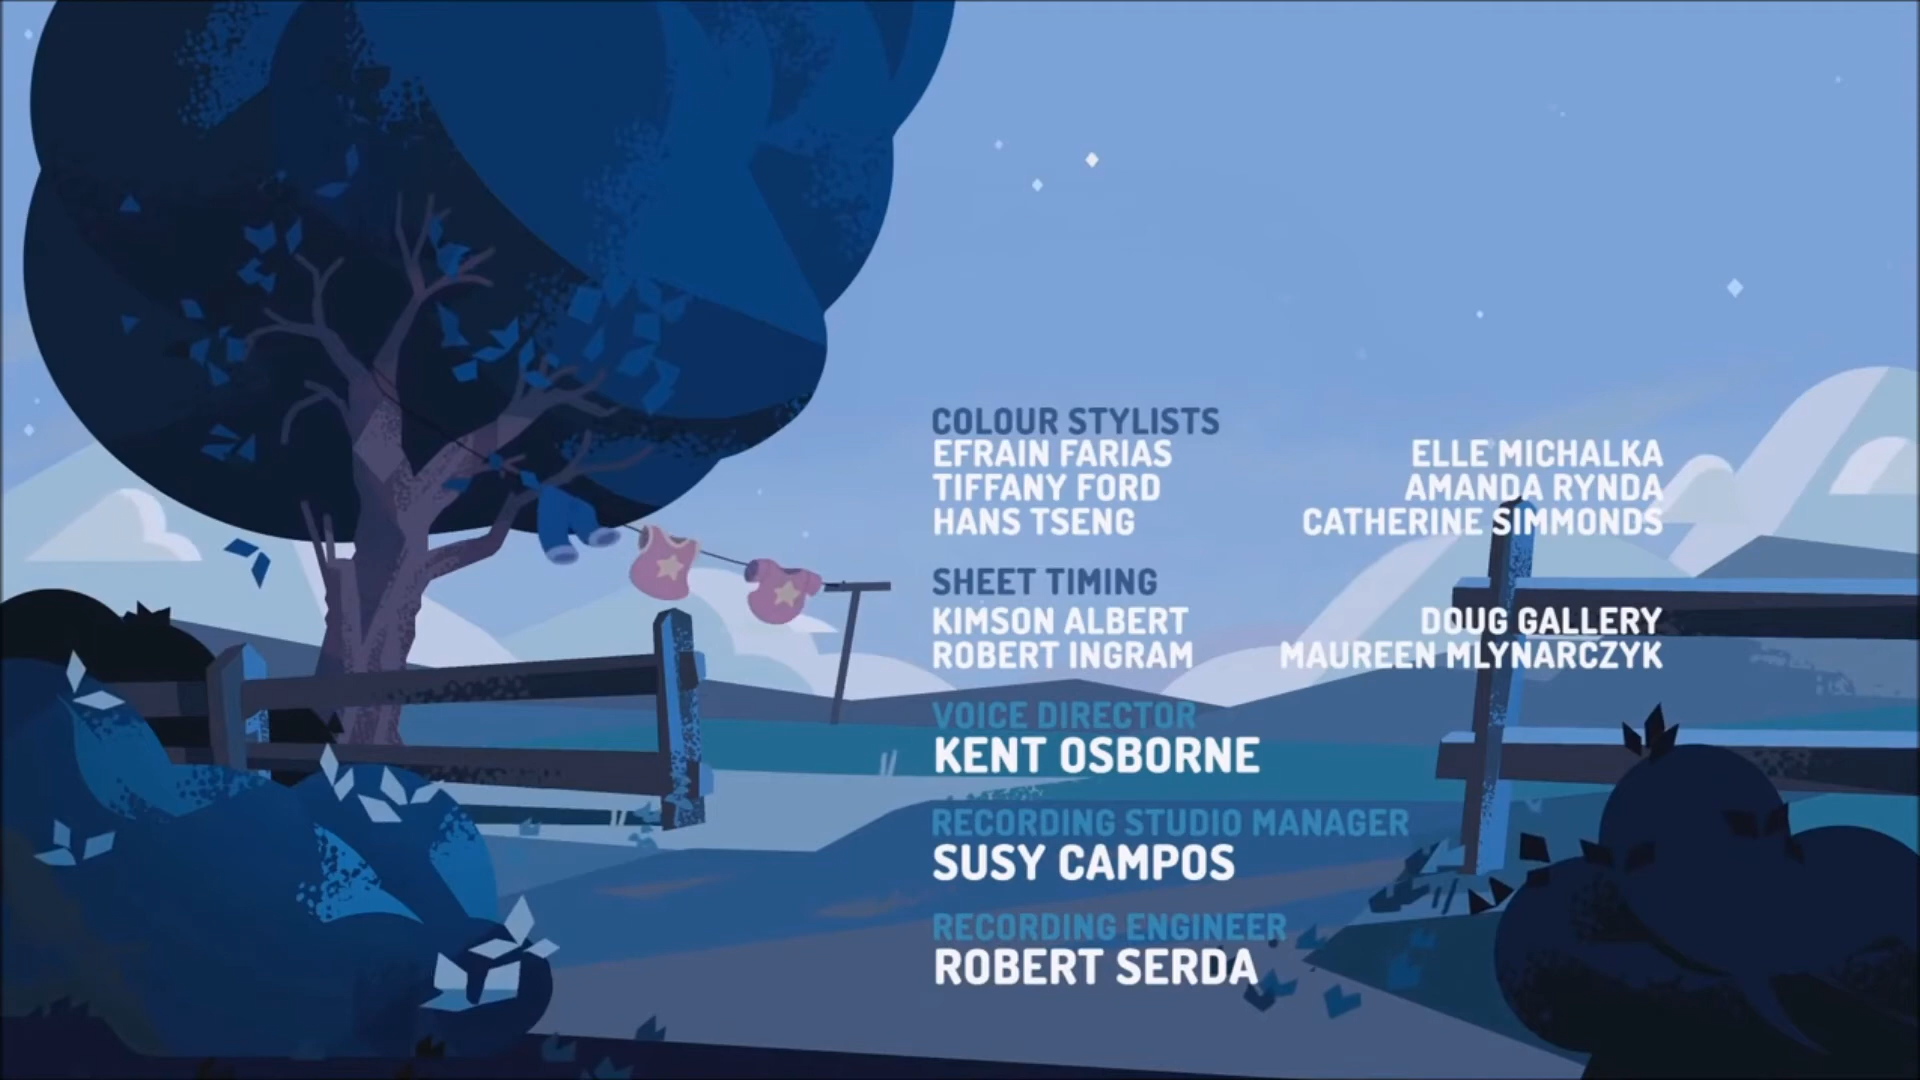 COLOUR STYLISTS
EFRAIN FARIAS ELLE MICHALKA
TIFFANY FORD AMANDA RYNDA
HANS TSENG CATHERINE SIMMONDS
SHEET TIMING
KIMSON ALBERT DOUG GALLERY
ROBERT INGRAM MAUREEN MLYNARCZYK
VOICE DIRECTOR
KENT OSBORNE
RECORDING STUDIO MANAGER
SUSY CAMPOS
RECORDING ENGINEER
ROBERT SERDA